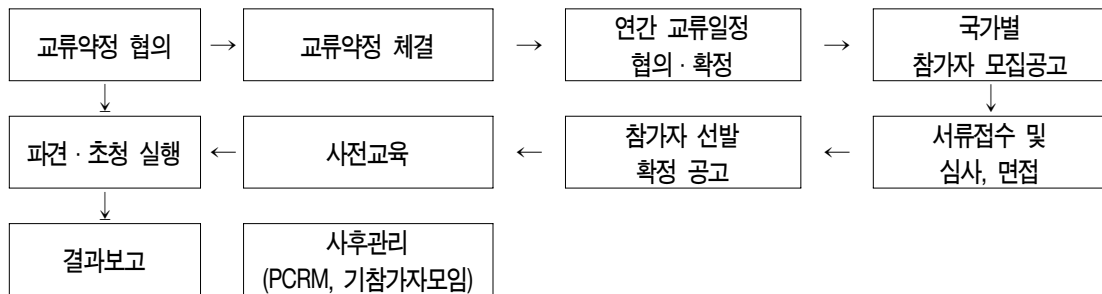 교류약정 협의 → 교류약정 체결 → 연간 교류일정 협의·확정 → 국가별 참가자 모집공고
↓ ↓
파견·초청 실행 ← 사전교육 ← 참가자 선발 확정 공고 ← 서류접수 및 심사, 면접
↓
결과보고 사후관리
(PCRM, 기참가자모임)